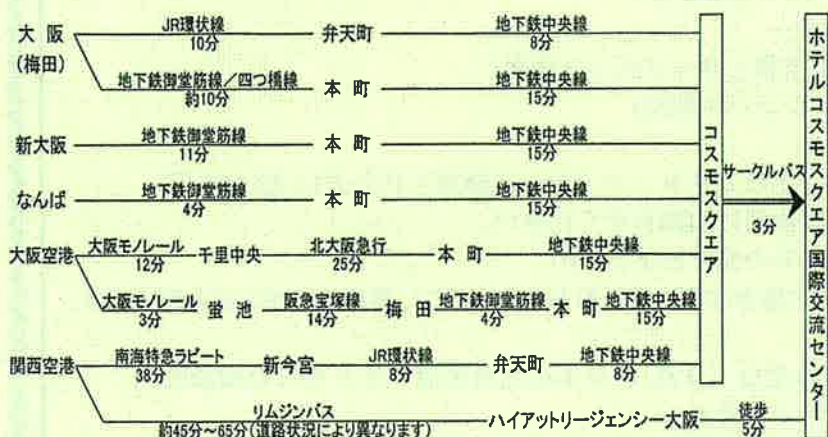 大阪 JR環状線 弁天町 地下鉄中央線
(梅田) 10分 8分
地下鉄御堂筋線／四つ橋線 本町 地下鉄中央線
約10分 15分
新大阪 地下鉄御堂筋線 本町 地下鉄中央線
11分 15分
なんば 地下鉄御堂筋線 本町 地下鉄中央線
4分 15分
大阪空港 大阪モノレール 千里中央 北大阪急行 本町 地下鉄中央線
12分 25分 15分
大阪モノレール 蛍池 阪急宝塚線 梅田 地下鉄御堂筋線 本町 地下鉄中央線
3分 14分 4分 15分
関西空港 南海特急ラピート 新今宮 JR環状線 弁天町 地下鉄中央線
38分 8分 8分
リムジンバス ハイアットリージェンシー大阪 徒歩
約45分～65分(道路状況により異なります) 5分
コスモスクエア
サークルバス
3分
ホテルコスモスクエア国際交流センター